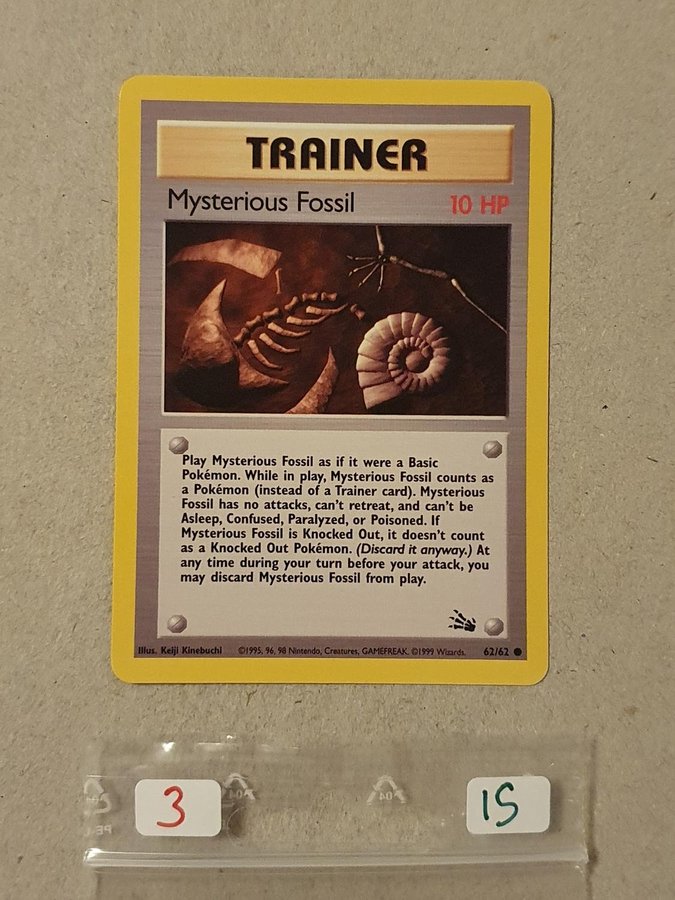 TRAINER
Mysterious Fossil 10 HP
Play Mysterious Fossil as if it were a Basic
Pokémon. While in play, Mysterious Fossil counts as
a Pokémon (instead of a Trainer card). Mysterious
Fossil has no attacks, can't retreat, and can't be
Asleep, Confused, Paralyzed, or Poisoned. If
Mysterious Fossil is Knocked Out, it doesn't count
as a Knocked Out Pokémon. (Discard it anyway.) At
any time during your turn before your attack, you
may discard Mysterious Fossil from play.
Illus. Keiji Kinebuchi ©1995, 96, 98 Nintendo, Creatures, GAMEFREAK. ©1999 Wizards. 62/62
3 15